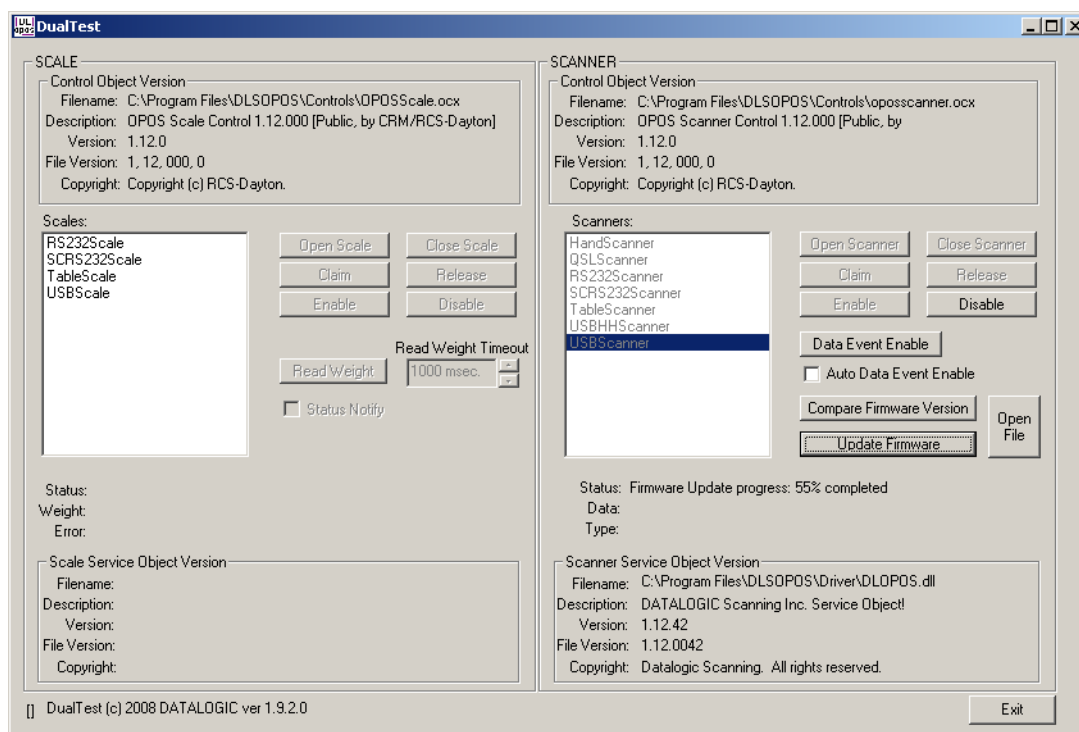 UL
opos
DualTest
SCALE
Control Object Version
Filename: C:\Program Files\DLSOPOS\Controls\OPOSScale.ocx
Description: OPOS Scale Control 1.12.000 [Public, by CRM/RCS-Dayton]
Version: 1.12.0
File Version: 1, 12, 000, 0
Copyright: Copyright (c) RCS-Dayton.
Scales:
RS232Scale
SCRS232Scale
TableScale
USBScale
Open Scale Close Scale
Claim Release
Enable Disable
Read Weight Timeout
Read Weight 1000 msec.
Status Notify
Status:
Weight:
Error:
Scale Service Object Version
Filename:
Description:
Version:
File Version:
Copyright:
SCANNER
Control Object Version
Filename: C:\Program Files\DLSOPOS\Controls\oposscanner.ocx
Description: OPOS Scanner Control 1.12.000 [Public, by
Version: 1.12.0
File Version: 1, 12, 000, 0
Copyright: Copyright (c) RCS-Dayton.
Scanners:
HandScanner
QSLScanner
RS232Scanner
SCRS232Scanner
TableScanner
USBHHScanner
USBScanner
Open Scanner Close Scanner
Claim Release
Enable Disable
Data Event Enable
Auto Data Event Enable
Compare Firmware Version
Update Firmware
Open
File
Status: Firmware Update progress: 55% completed
Data:
Type:
Scanner Service Object Version
Filename: C:\Program Files\DLSOPOS\Driver\DLOPOS.dll
Description: DATALOGIC Scanning Inc. Service Object!
Version: 1.12.42
File Version: 1.12.0042
Copyright: Datalogic Scanning. All rights reserved.
[] DualTest (c) 2008 DATALOGIC ver 1.9.2.0
Exit